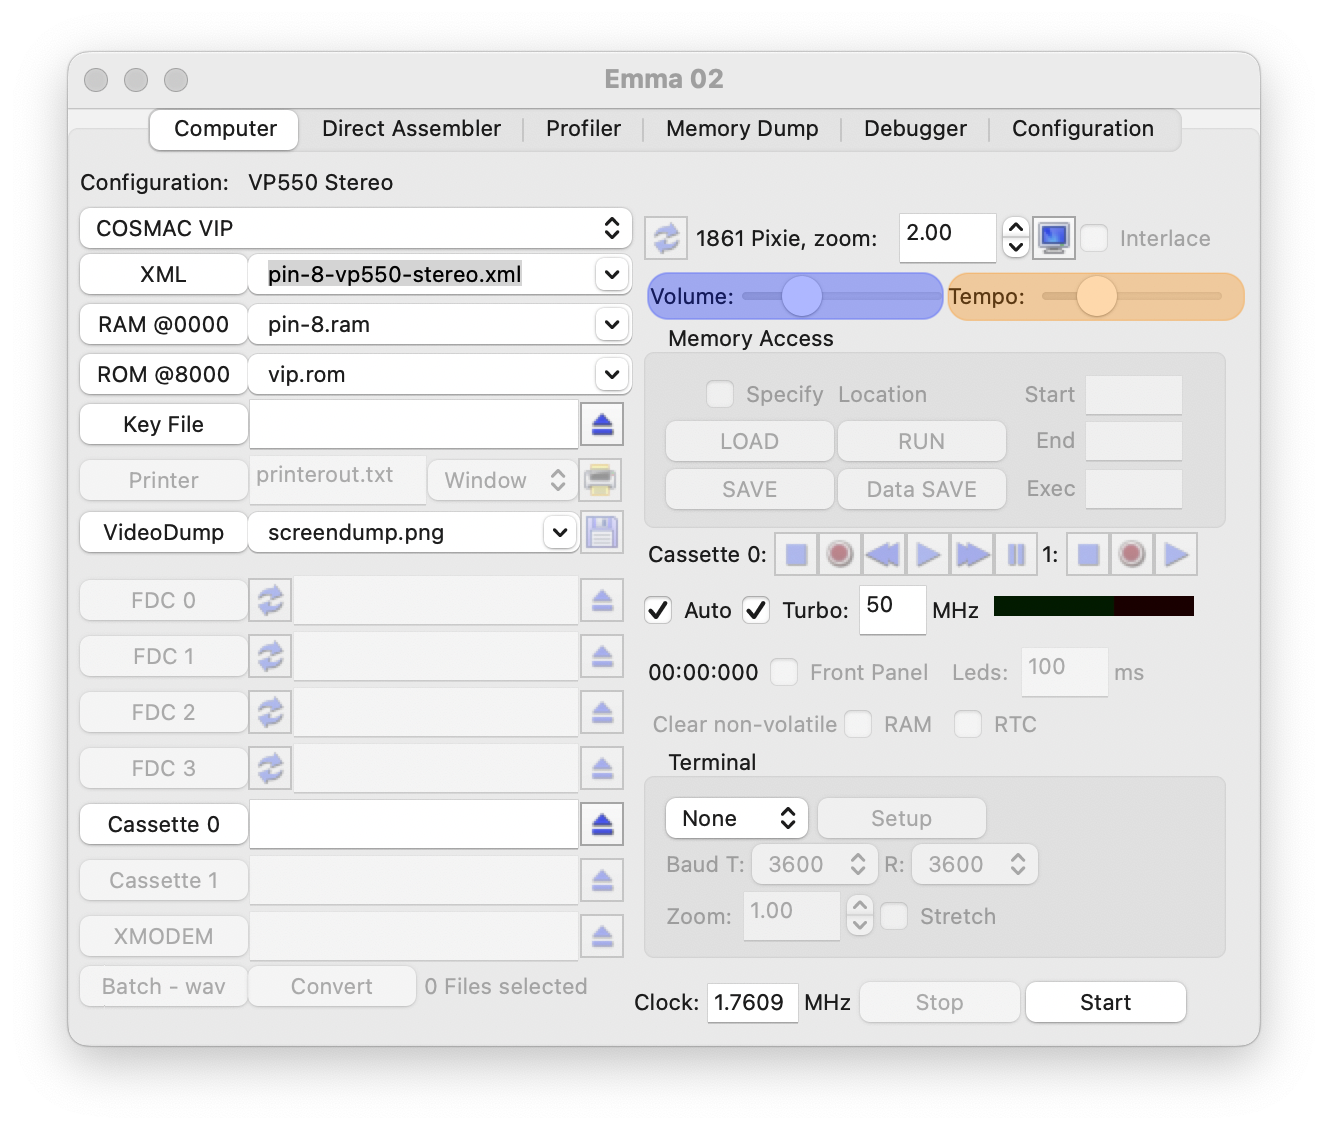 Emma 02
Computer Direct Assembler Profiler Memory Dump Debugger Configuration
Configuration: VP550 Stereo
COSMAC VIP
XML pin-8-vp550-stereo.xml
RAM @0000 pin-8.ram
ROM @8000 vip.rom
Key File
Printer printerout.txt Window
VideoDump screendump.png
FDC 0
FDC 1
FDC 2
FDC 3
Cassette 0
Cassette 1
XMODEM
Batch - wav Convert 0 Files selected
1861 Pixie, zoom: 2.00 Interlace
Volume: Tempo:
Memory Access
Specify Location Start
LOAD RUN End
SAVE Data SAVE Exec
Cassette 0: 1:
Auto Turbo: 50 MHz
00:00:000 Front Panel Leds: 100 ms
Clear non-volatile RAM RTC
Terminal
None Setup
Baud T: 3600 R: 3600
Zoom: 1.00 Stretch
Clock: 1.7609 MHz Stop Start